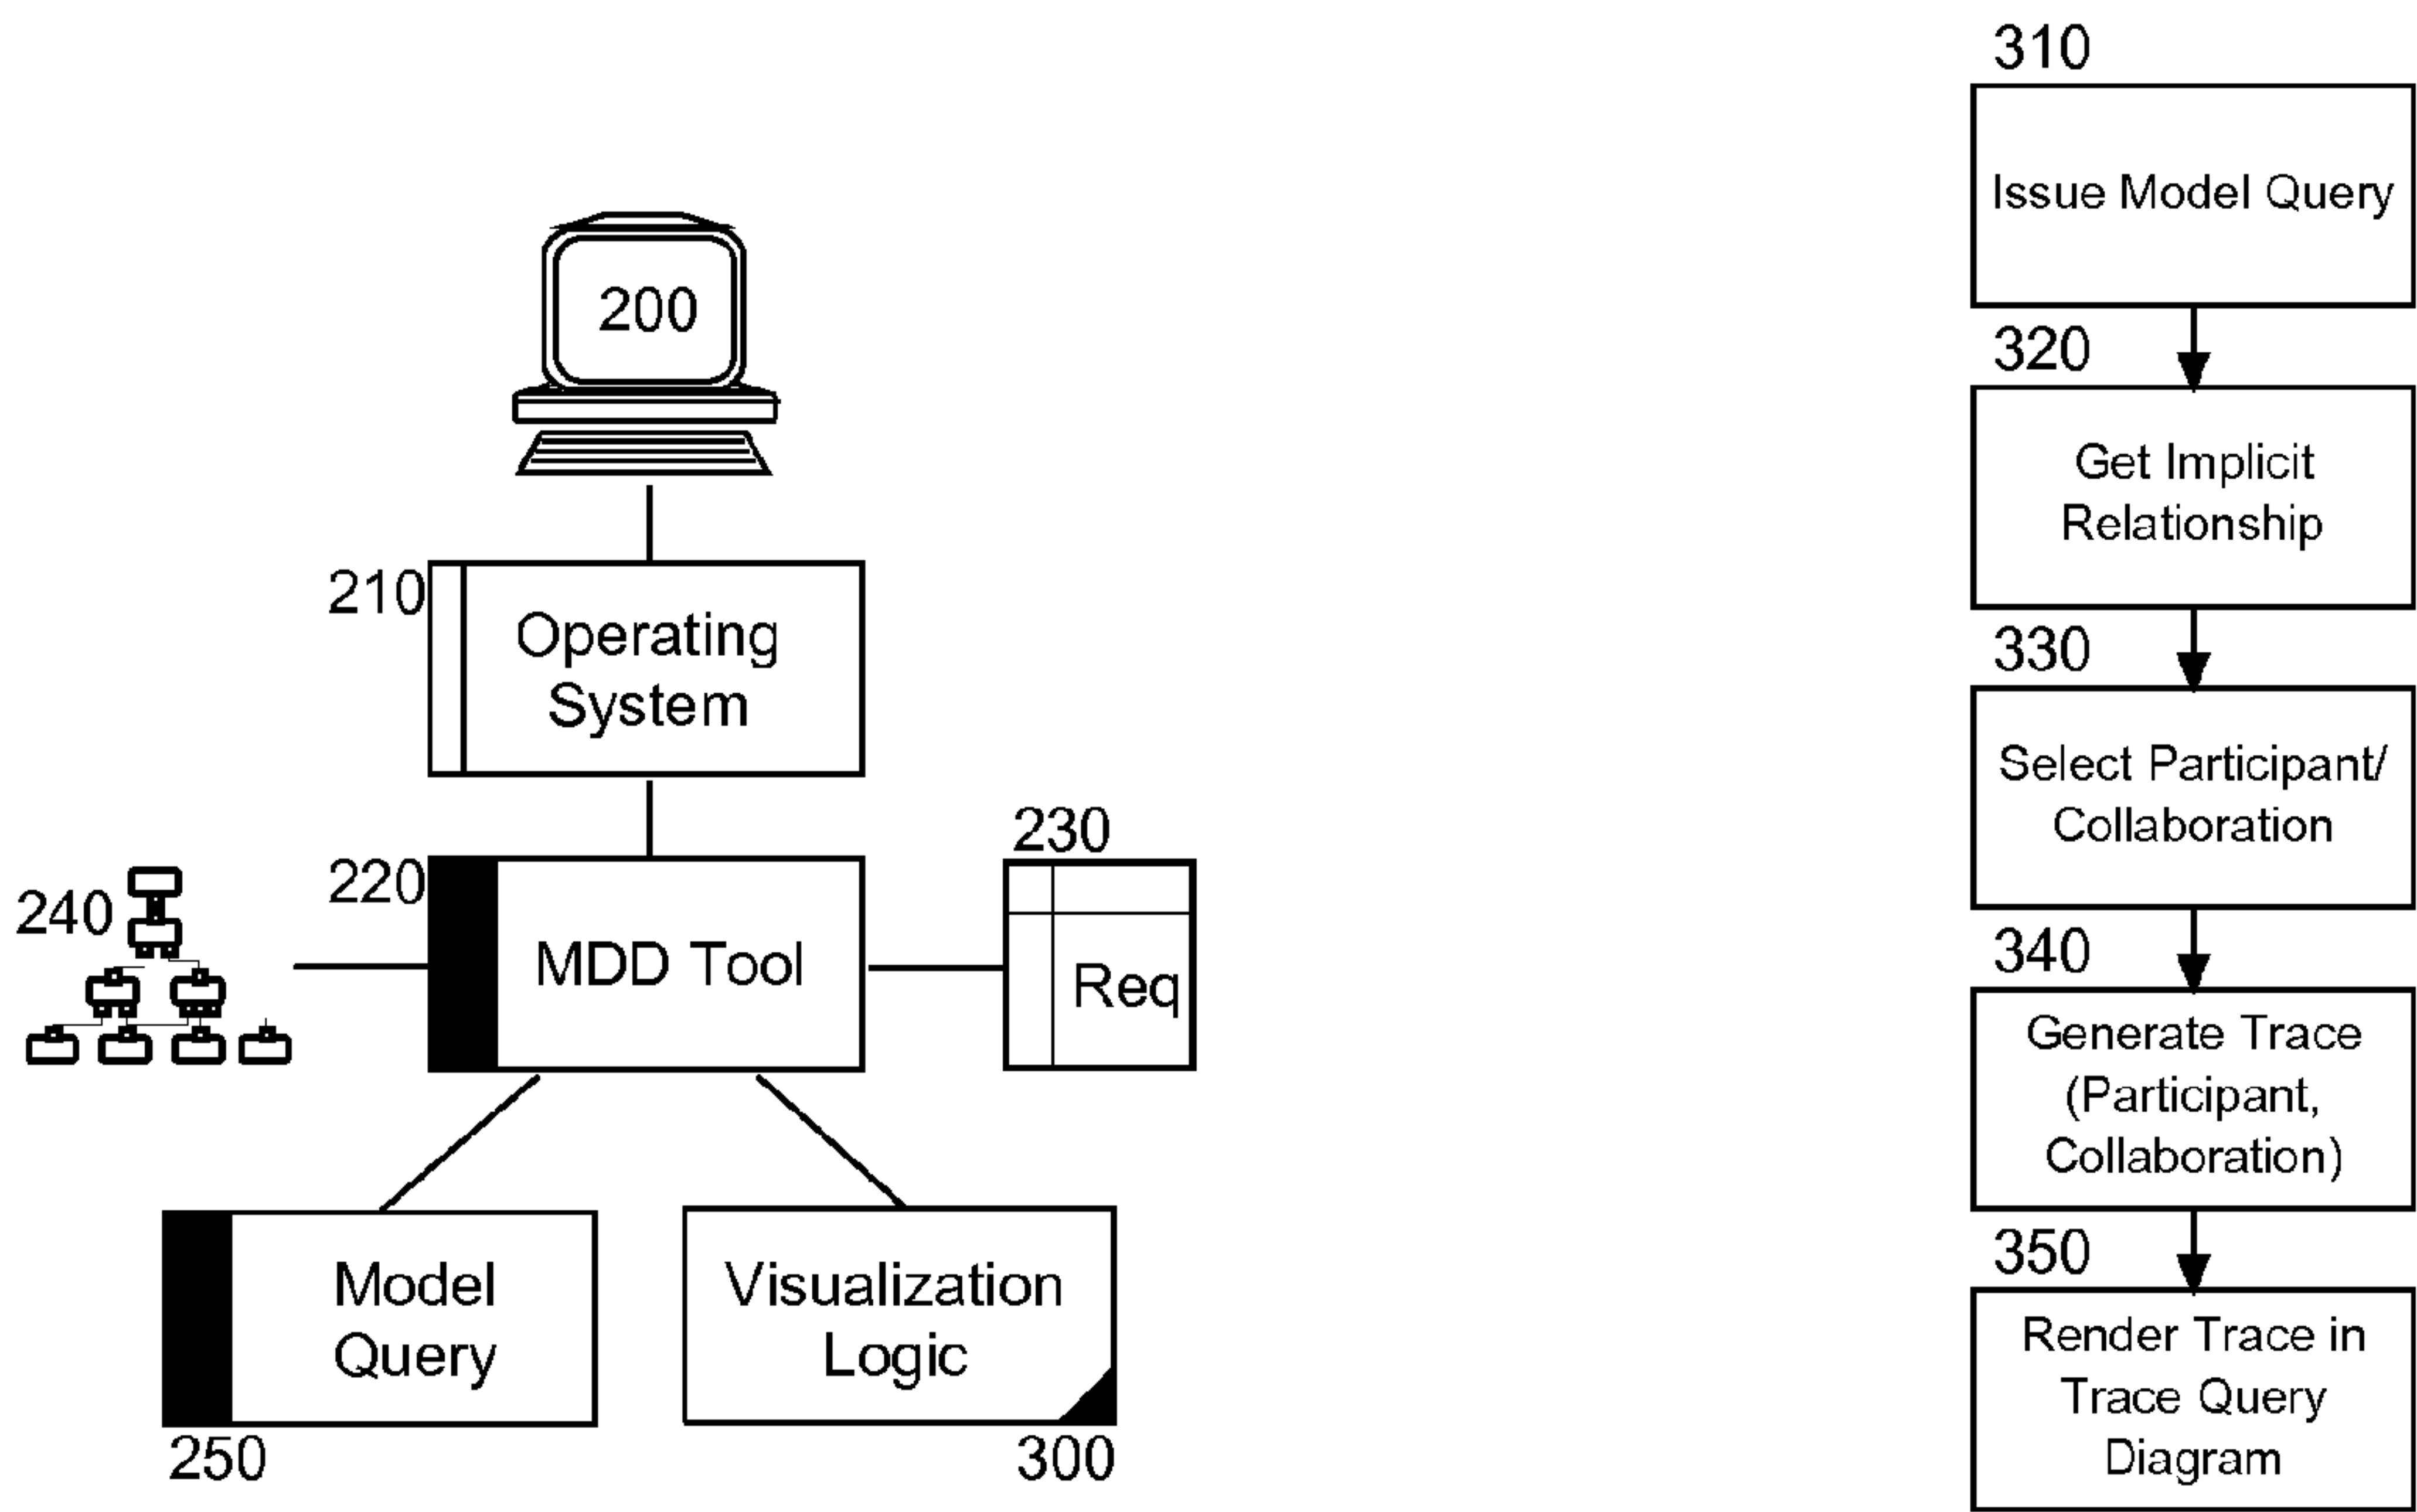 200
210
Operating
System
220
MDD Tool
230
Req
240
Model
Query
250
Visualization
Logic
300
310
Issue Model Query
320
Get Implicit
Relationship
330
Select Participant/
Collaboration
340
Generate Trace
(Participant,
Collaboration)
350
Render Trace in
Trace Query
Diagram